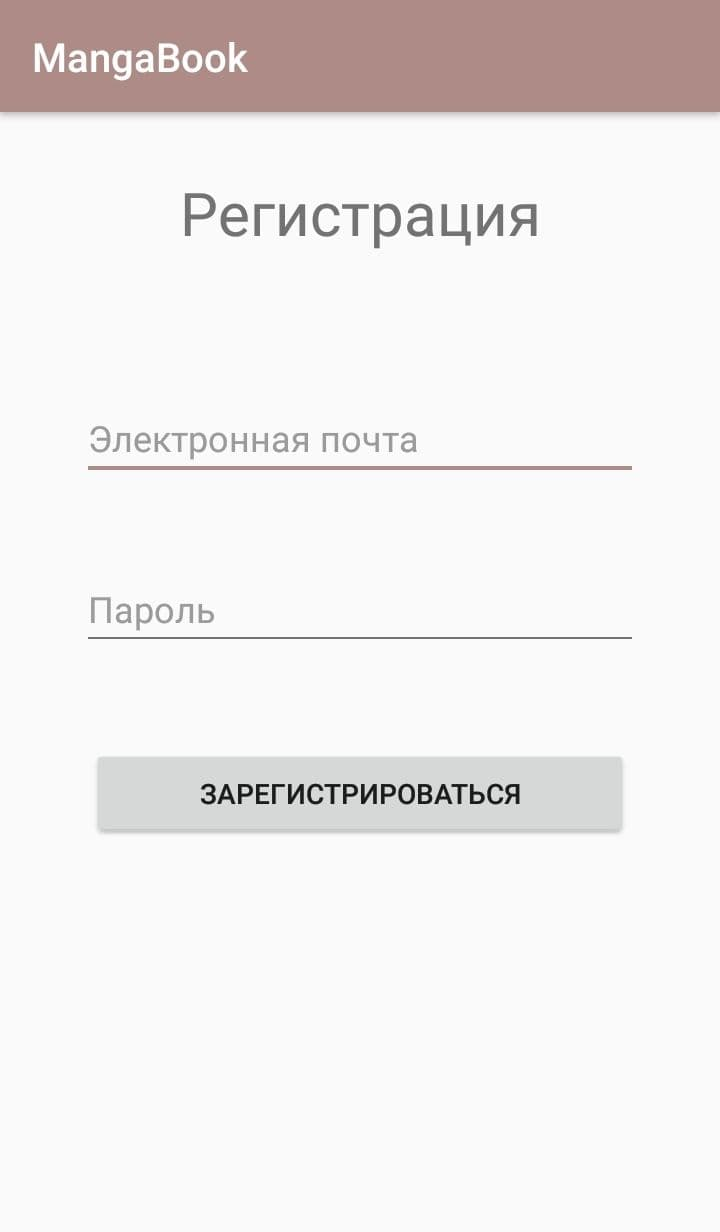 MangaBook
Регистрация
Электронная почта
Пароль
ЗАРЕГИСТРИРОВАТЬСЯ